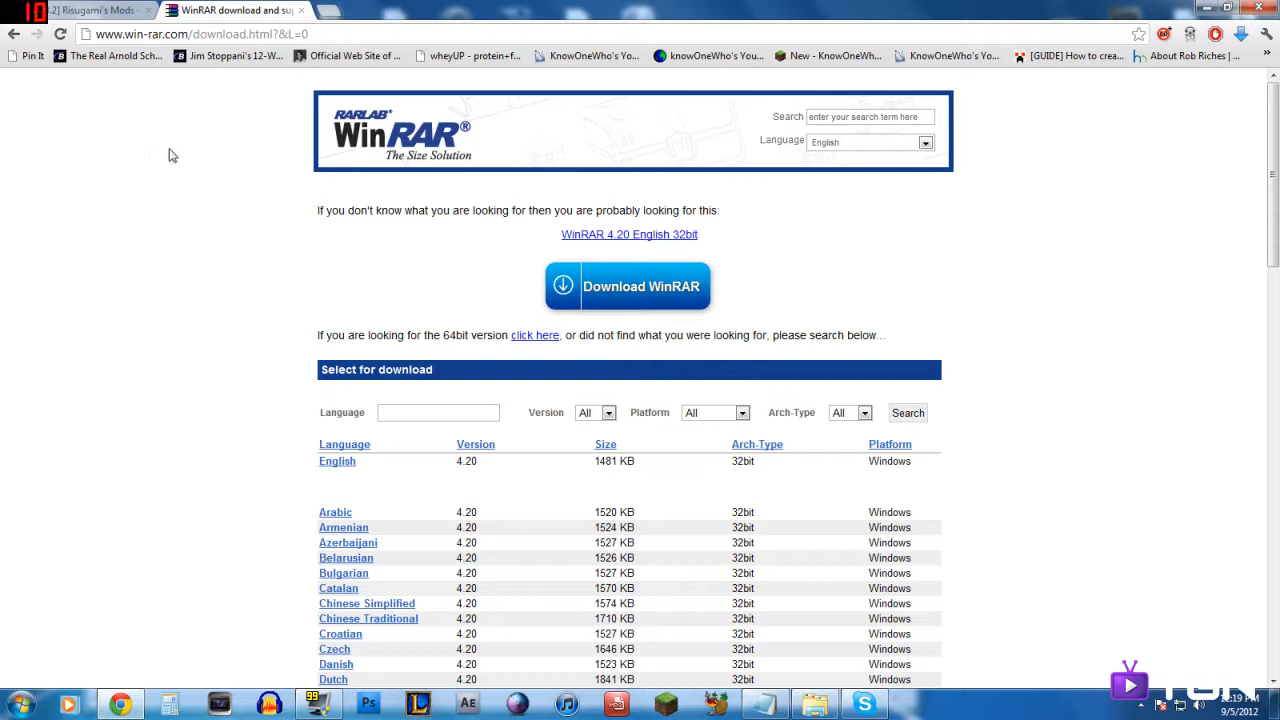 10
.2] Risugami's Mods -
WinRAR download and su
www.win-rar.com/download.html?&L=0
Pin It
The Real Arnold Sch...
Jim Stoppani's 12-W...
Official Web Site of ...
wheyUP - protein+f...
KnowOneWho's Yo...
knowOneWho's You...
New - KnowOneWh...
KnowOneWho's Yo...
[GUIDE] How to crea...
About Rob Riches | ...
RARLAB®
WinRAR®
The Size Solution
Search enter your search term here
Language English
If you don't know what you are looking for then you are probably looking for this:
WinRAR 4.20 English 32bit
Download WinRAR
If you are looking for the 64bit version click here, or did not find what you were looking for, please search below...
Select for download
Language Version All Platform All Arch-Type All Search
Language Version Size Arch-Type Platform
English 4.20 1481 KB 32bit Windows
Arabic 4.20 1520 KB 32bit Windows
Armenian 4.20 1524 KB 32bit Windows
Azerbaijani 4.20 1527 KB 32bit Windows
Belarusian 4.20 1526 KB 32bit Windows
Bulgarian 4.20 1527 KB 32bit Windows
Catalan 4.20 1570 KB 32bit Windows
Chinese Simplified 4.20 1574 KB 32bit Windows
Chinese Traditional 4.20 1710 KB 32bit Windows
Croatian 4.20 1527 KB 32bit Windows
Czech 4.20 1646 KB 32bit Windows
Danish 4.20 1523 KB 32bit Windows
Dutch 4.20 1841 KB 32bit Windows
99
Ps
L
Ae
S
:19 PM
9/5/2012